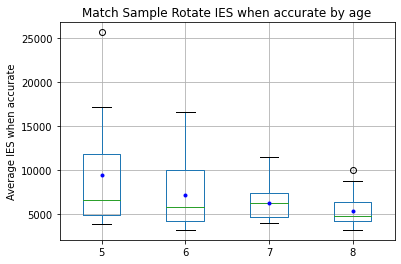 Match Sample Rotate IES when accurate by age
Average IES when accurate
25000
20000
15000
10000
5000
5 6 7 8